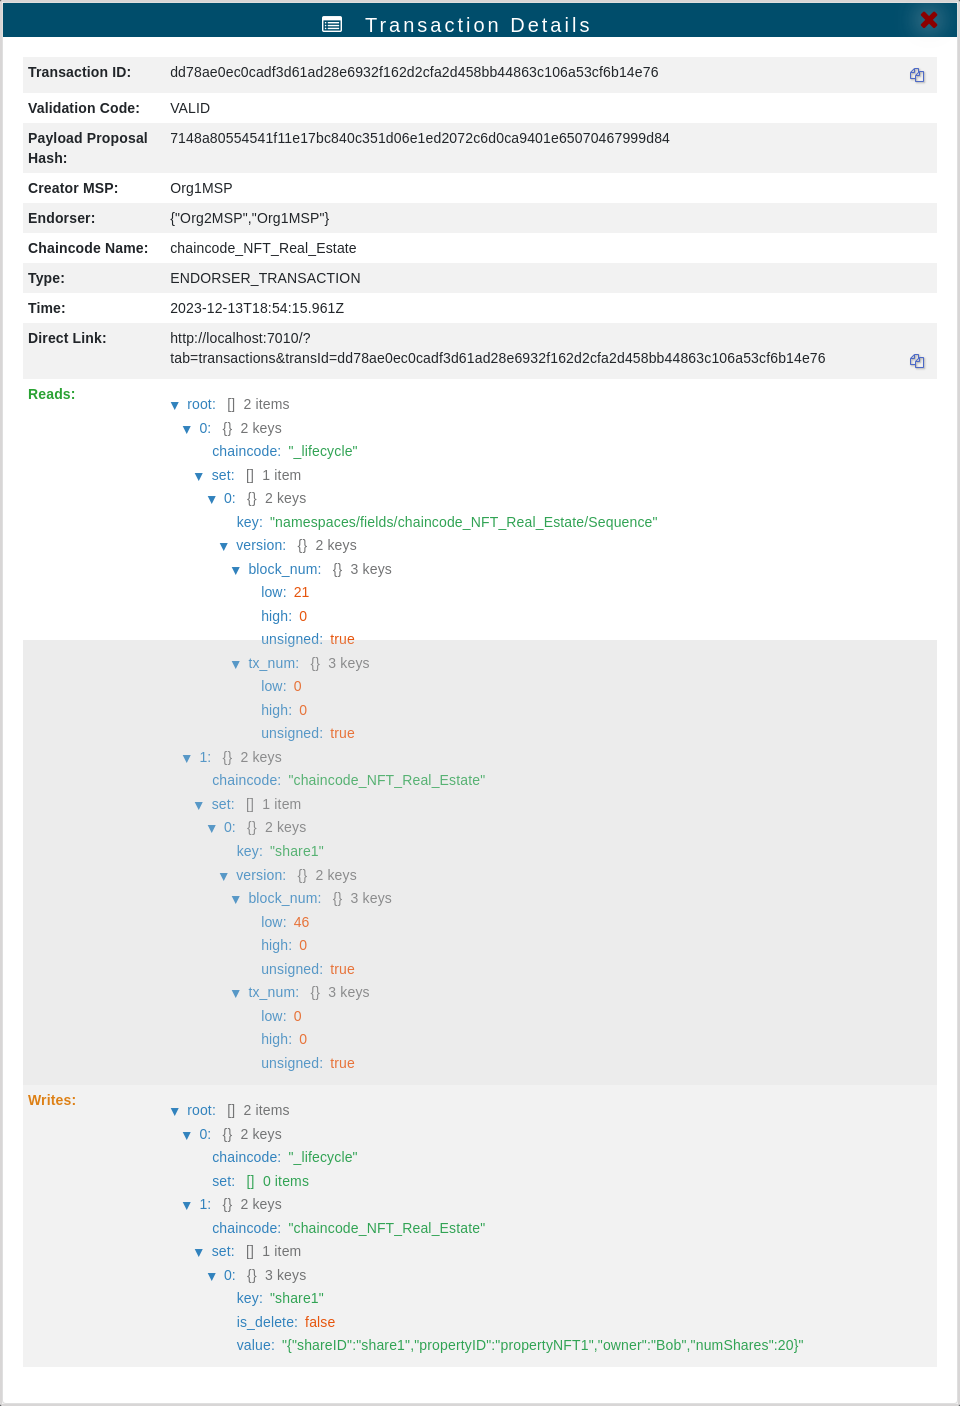 Transaction Details
Transaction ID: dd78ae0ec0cadf3d61ad28e6932f162d2cfa2d458bb44863c106a53cf6b14e76
Validation Code: VALID
Payload Proposal Hash: 7148a80554541f11e17bc840c351d06e1ed2072c6d0ca9401e65070467999d84
Creator MSP: Org1MSP
Endorser: {"Org2MSP","Org1MSP"}
Chaincode Name: chaincode_NFT_Real_Estate
Type: ENDORSER_TRANSACTION
Time: 2023-12-13T18:54:15.961Z
Direct Link: http://localhost:7010/?
tab=transactions&transId=dd78ae0ec0cadf3d61ad28e6932f162d2cfa2d458bb44863c106a53cf6b14e76
Reads:
▼ root: [] 2 items
▼ 0: {} 2 keys
chaincode: "_lifecycle"
▼ set: [] 1 item
▼ 0: {} 2 keys
key: "namespaces/fields/chaincode_NFT_Real_Estate/Sequence"
▼ version: {} 2 keys
▼ block_num: {} 3 keys
low: 21
high: 0
unsigned: true
▼ tx_num: {} 3 keys
low: 0
high: 0
unsigned: true
▼ 1: {} 2 keys
chaincode: "chaincode_NFT_Real_Estate"
▼ set: [] 1 item
▼ 0: {} 2 keys
key: "share1"
▼ version: {} 2 keys
▼ block_num: {} 3 keys
low: 46
high: 0
unsigned: true
▼ tx_num: {} 3 keys
low: 0
high: 0
unsigned: true
Writes:
▼ root: [] 2 items
▼ 0: {} 2 keys
chaincode: "_lifecycle"
set: [] 0 items
▼ 1: {} 2 keys
chaincode: "chaincode_NFT_Real_Estate"
▼ set: [] 1 item
▼ 0: {} 3 keys
key: "share1"
is_delete: false
value: "{"shareID":"share1","propertyID":"propertyNFT1","owner":"Bob","numShares":20}"